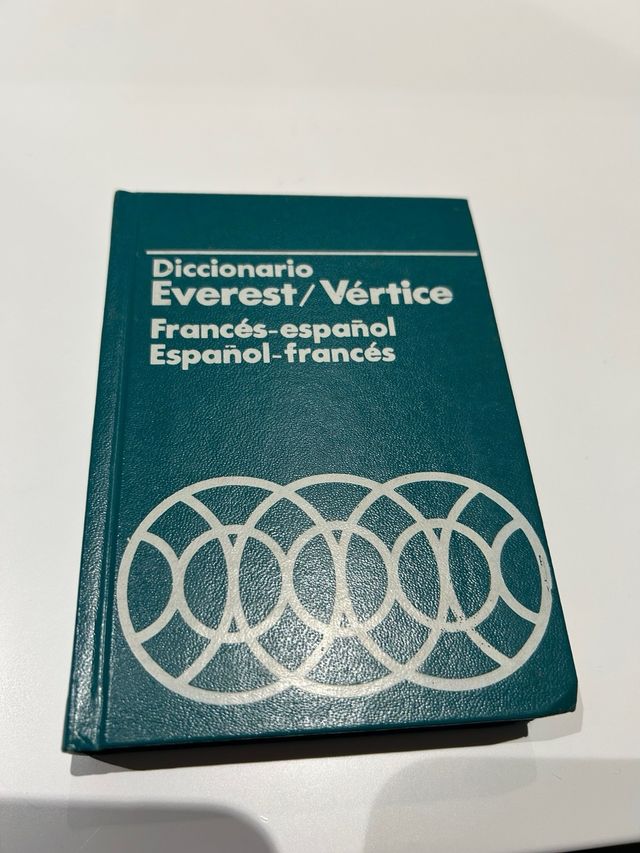 Diccionario
Everest/Vértice
Francés-español
Español-francés